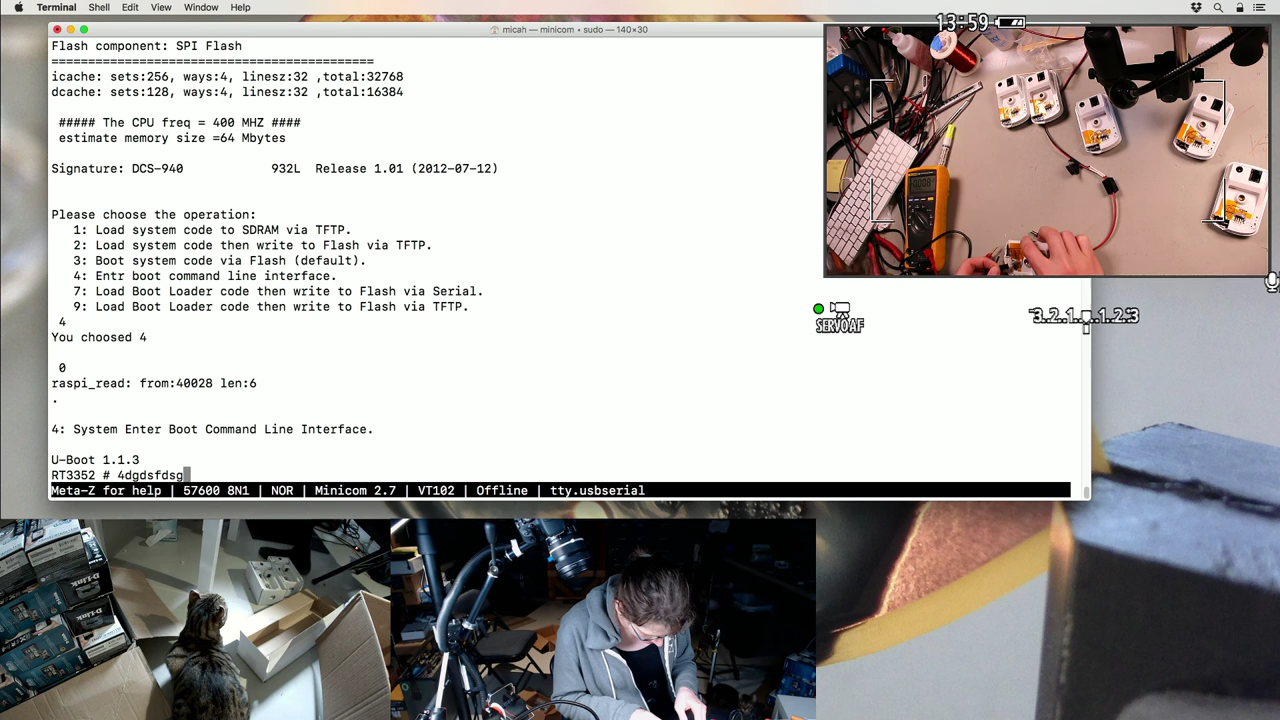 Terminal Shell Edit View Window Help
micah — minicom • sudo — 140×30
Flash component: SPI Flash
============================================
icache: sets:256, ways:4, linesz:32 ,total:32768
dcache: sets:128, ways:4, linesz:32 ,total:16384
##### The CPU freq = 400 MHZ ####
estimate memory size =64 Mbytes
Signature: DCS-940 932L Release 1.01 (2012-07-12)
Please choose the operation:
1: Load system code to SDRAM via TFTP.
2: Load system code then write to Flash via TFTP.
3: Boot system code via Flash (default).
4: Entr boot command line interface.
7: Load Boot Loader code then write to Flash via Serial.
9: Load Boot Loader code then write to Flash via TFTP.
4
You choosed 4
0
raspi_read: from:40028 len:6
.
4: System Enter Boot Command Line Interface.
U-Boot 1.1.3
RT3352 # 4dgdsfdsg
Meta-Z for help | 57600 8N1 | NOR | Minicom 2.7 | VT102 | Offline | tty.usbserial
13:59
SERVO AF
3.2.1.▪.1.2.3
D-Link